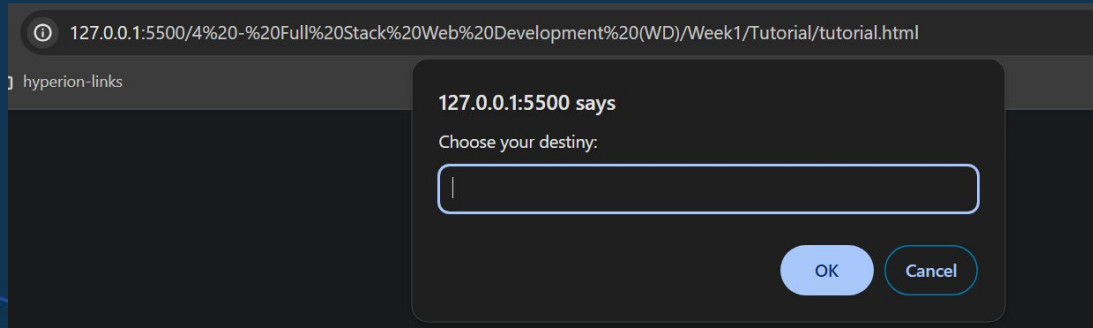 127.0.0.1:5500/4%20-%20Full%20Stack%20Web%20Development%20(WD)/Week1/Tutorial/tutorial.html
hyperion-links
127.0.0.1:5500 says
Choose your destiny:
OK Cancel